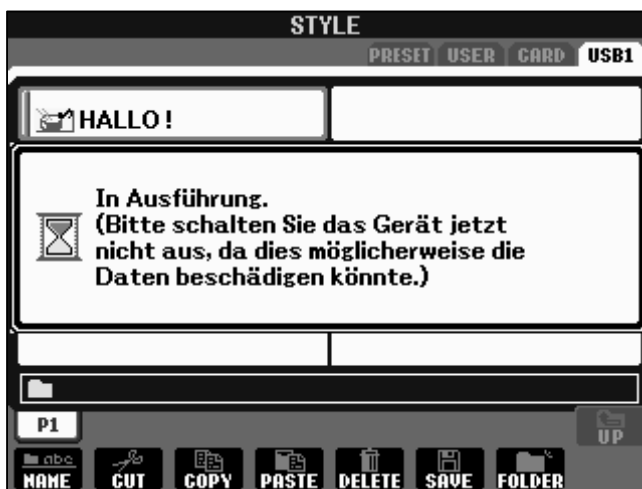 STYLE
PRESET USER CARD USB1
HALLO !
In Ausführung.
(Bitte schalten Sie das Gerät jetzt
nicht aus, da dies möglicherweise die
Daten beschädigen könnte.)
P1
UP
abc
NAME CUT COPY PASTE DELETE SAVE FOLDER